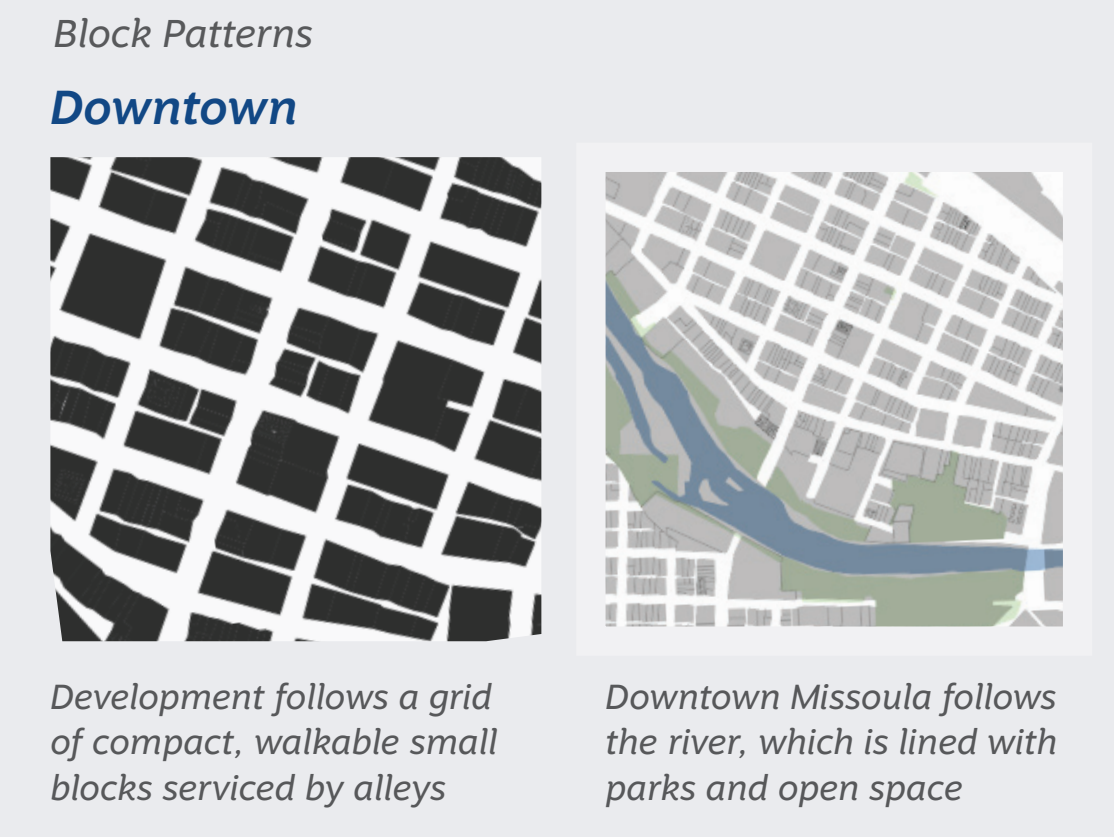 Block Patterns
Downtown
Development follows a grid
of compact, walkable small
blocks serviced by alleys
Downtown Missoula follows
the river, which is lined with
parks and open space